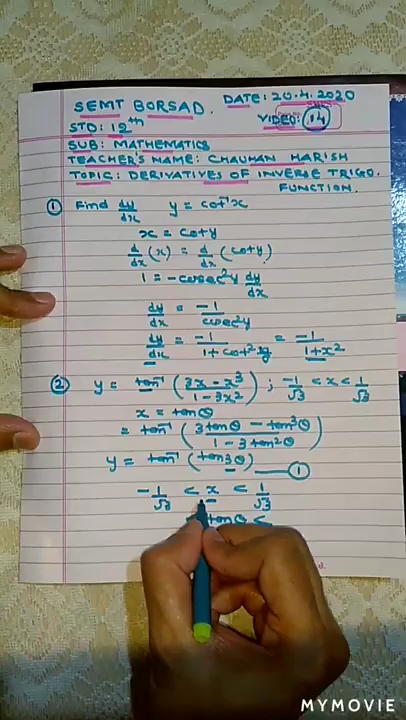 SEMT BORSAD.
DATE: 20.4.2020
STD: 12th
VIDEO: 14
SUB: MATHEMATICS
TEACHER'S NAME: CHAUHAN HARISH
TOPIC: DERIVATIVES OF INVERSE TRIGO.
FUNCTION.
① Find dy/dx y = cot⁻¹x
x = coty
d/dx (x) = d/dx (coty)
1 = -cosec²y dy/dx
dy/dx = -1/cosec²y
dy/dx = -1/1+cot²y = -1/1+x²
② y = tan⁻¹ (3x - x³ / 1 - 3x²) ; -1/√3 < x < 1/√3
x = tanθ
= tan⁻¹ (3tanθ - tan³θ / 1 - 3tan²θ)
y = tan⁻¹ (tan3θ) —— ①
-1/√3 < x < 1/√3
< tanθ <
MYMOVIE